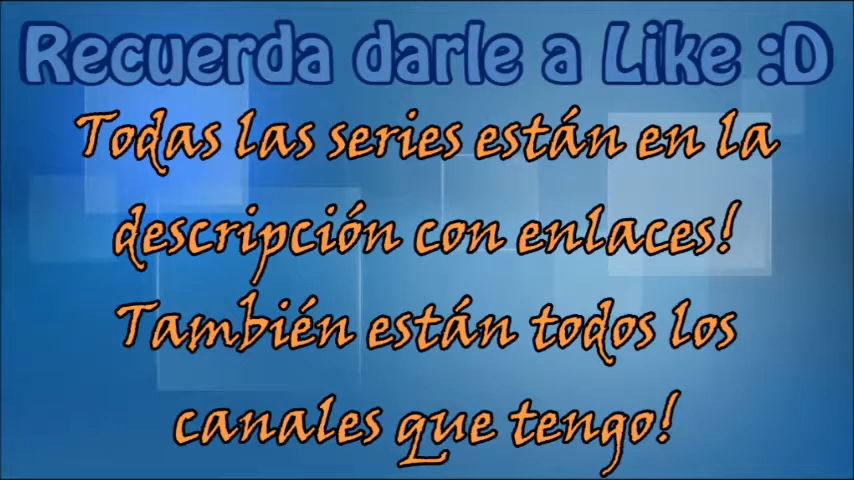 Recuerda darle a Like :D
Todas las series están en la
descripción con enlaces!
También están todos los
canales que tengo!